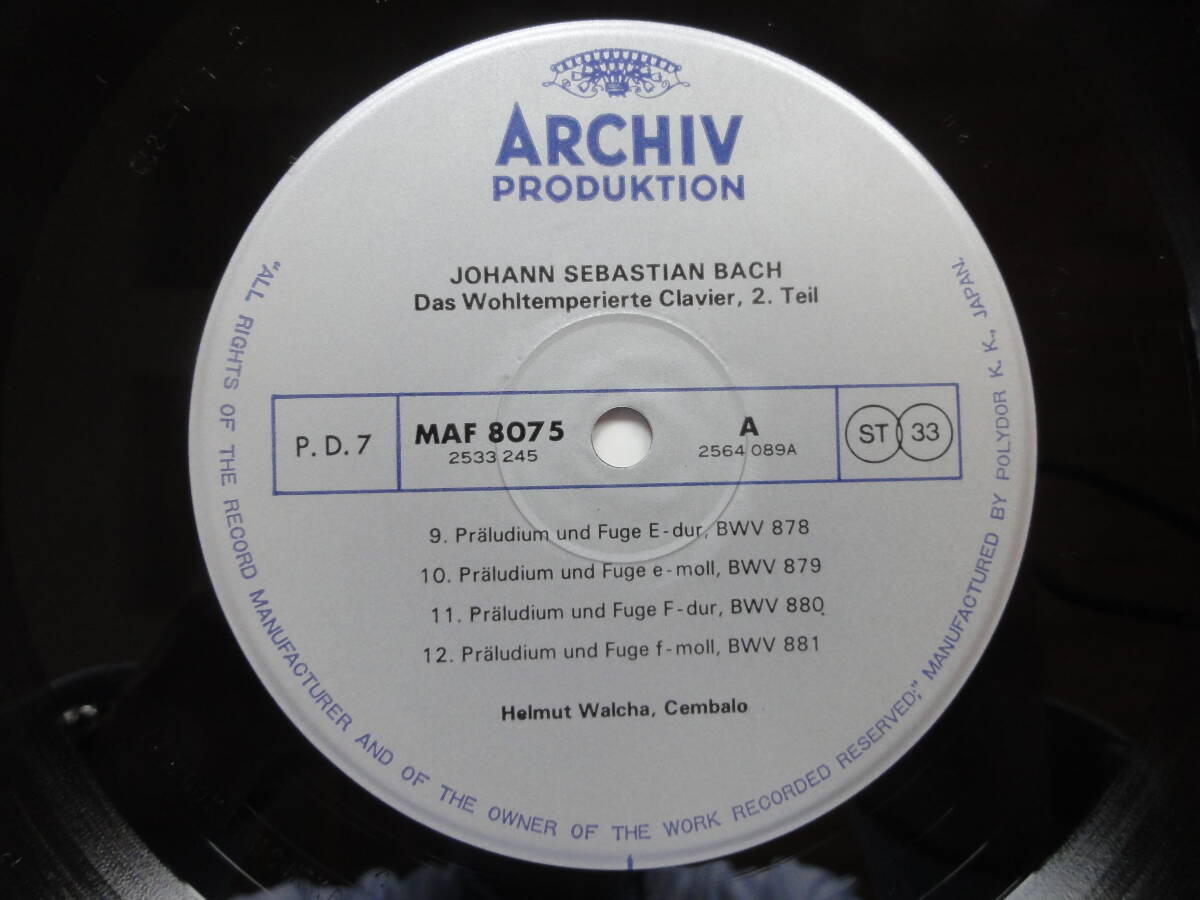 ARCHIV
PRODUKTION
JOHANN SEBASTIAN BACH
Das Wohltemperierte Clavier, 2. Teil
P. D. 7
MAF 8075
2533 245
A
2564 089A
ST 33
9. Präludium und Fuge E-dur, BWV 878
10. Präludium und Fuge e-moll, BWV 879
11. Präludium und Fuge F-dur, BWV 880
12. Präludium und Fuge f-moll, BWV 881
Helmut Walcha, Cembalo
"ALL RIGHTS OF THE RECORD MANUFACTURER AND OF THE OWNER OF THE WORK RECORDED RESERVED;" MANUFACTURED BY POLYDOR K. K., JAPAN.